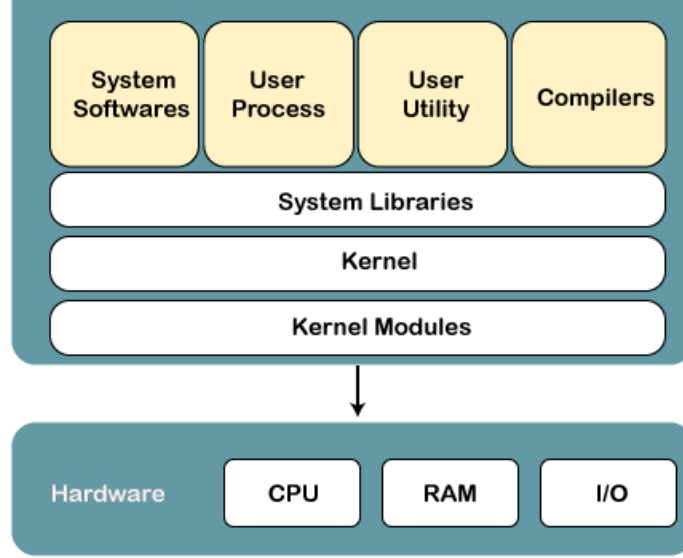 System
Softwares
User
Process
User
Utility
Compilers
System Libraries
Kernel
Kernel Modules
Hardware
CPU
RAM
I/O